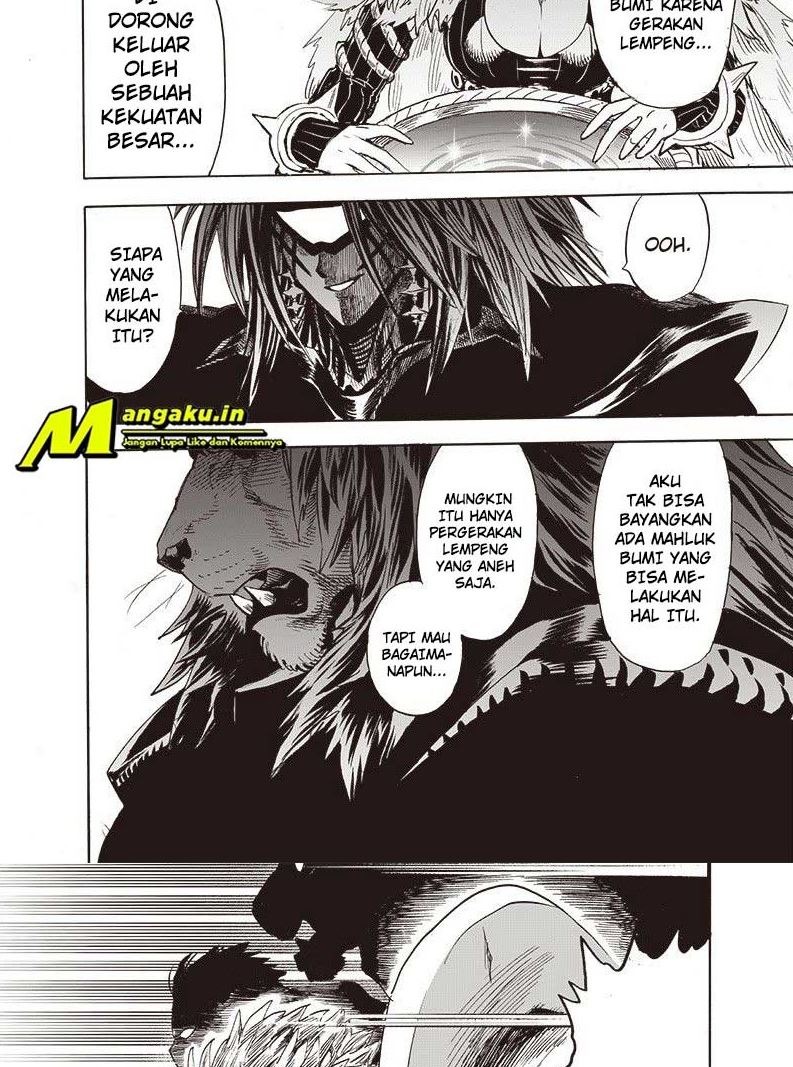 BUMI KARENA
GERAKAN
LEMPENG...
DI
DORONG
KELUAR
OLEH
SEBUAH
KEKUATAN
BESAR...
OOH.
SIAPA
YANG
MELA-
KUKAN
ITU?
Mangaku.in
Jangan Lupa Like dan Komennya
AKU
TAK BISA
BAYANGKAN
ADA MAHLUK
BUMI YANG
BISA ME-
LAKUKAN
HAL ITU.
MUNGKIN
ITU HANYA
PERGERAKAN
LEMPENG
YANG ANEH
SAJA.
TAPI MAU
BAGAIMA-
NAPUN...